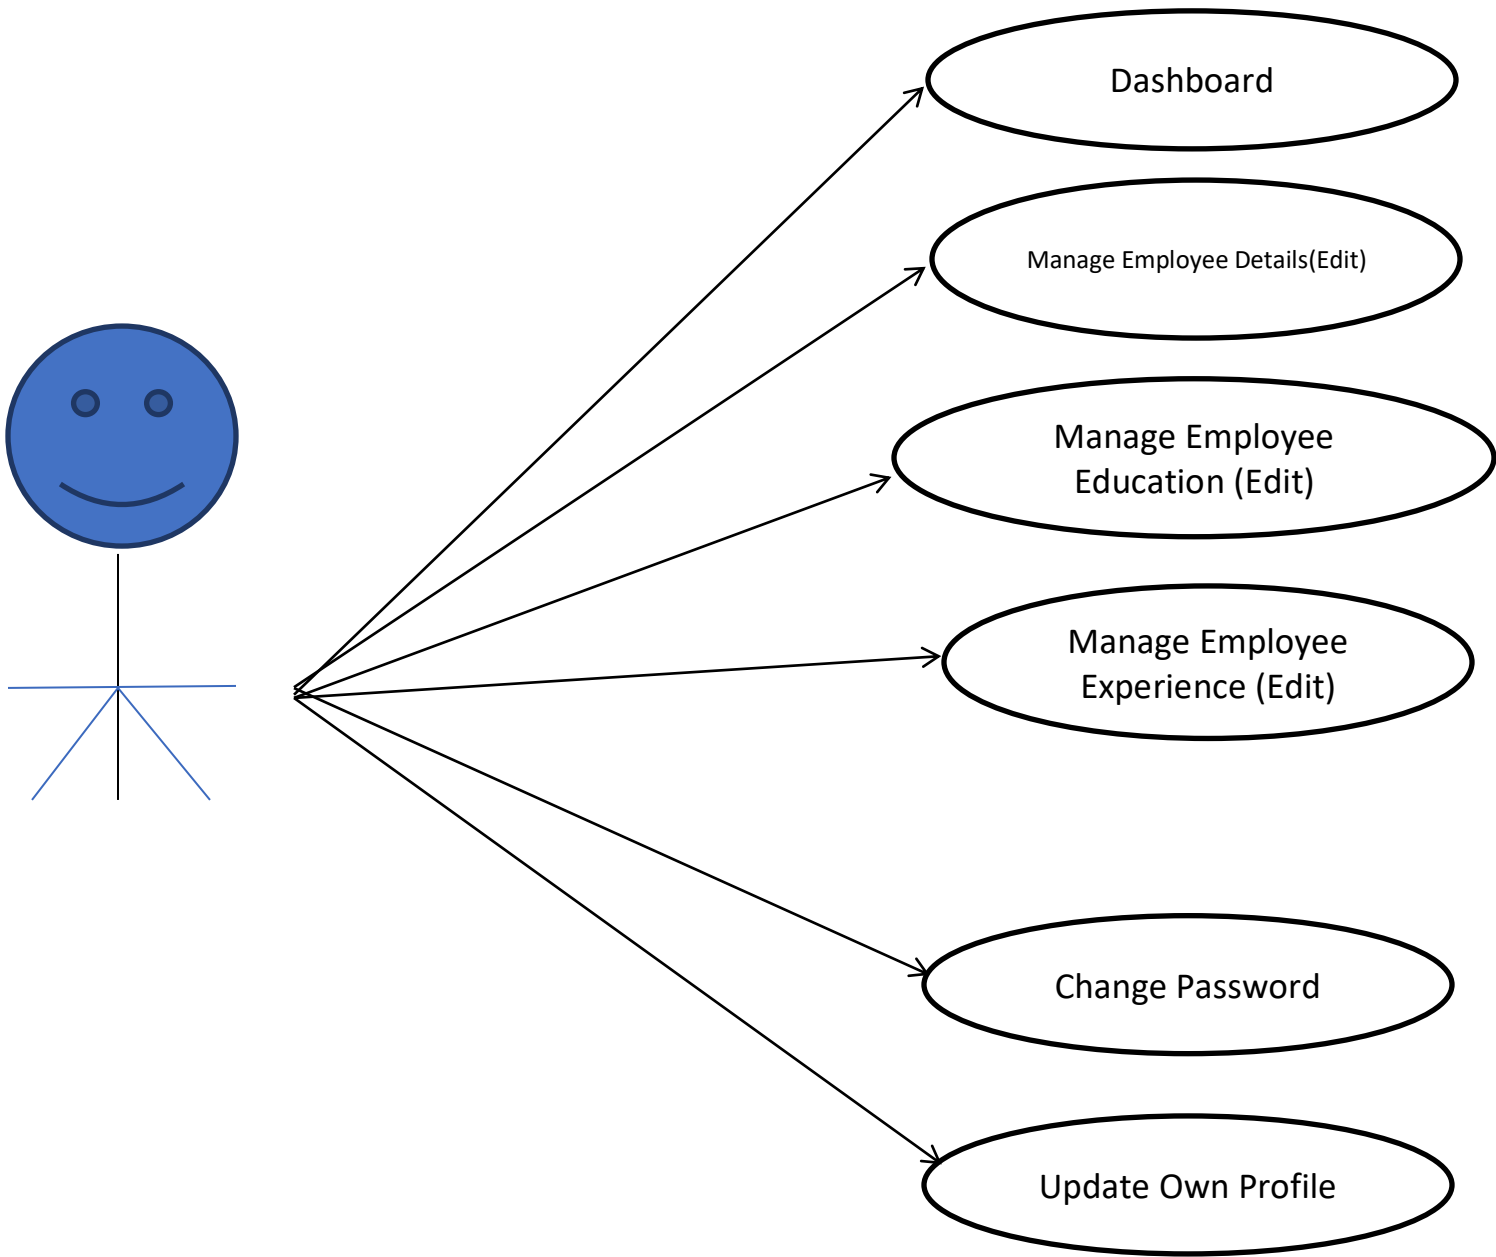 Dashboard
Manage Employee Details(Edit)
Manage Employee
Education (Edit)
Manage Employee
Experience (Edit)
Change Password
Update Own Profile